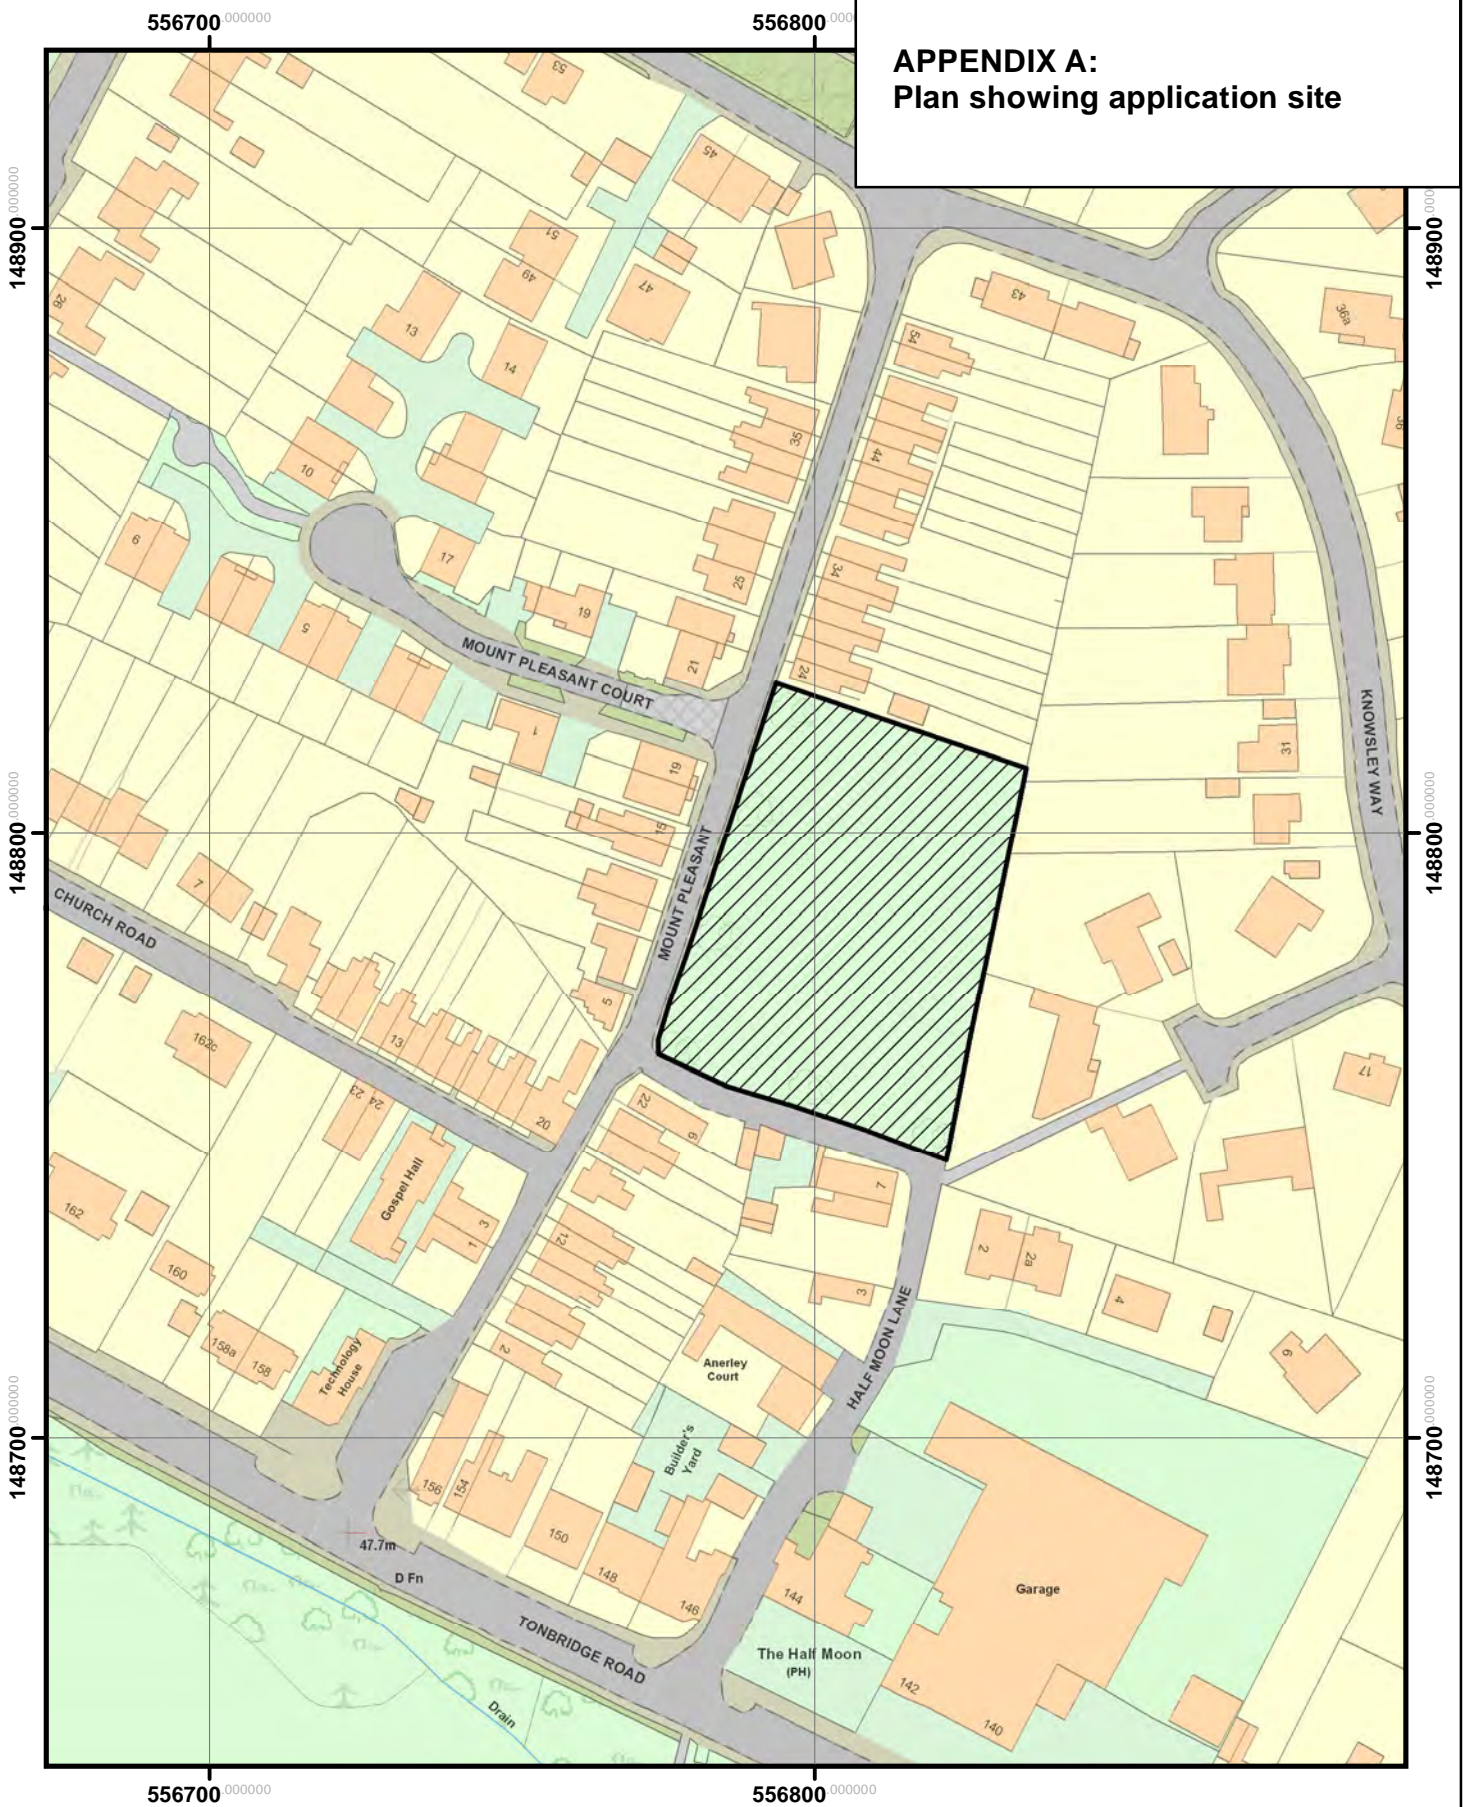 556700.000000
556800.000
APPENDIX A:
Plan showing application site
148900.000000
148900.000
53
45
51
49
47
26
13
14
43
54
36a
36
35
44
10
6
17
34
25
19
5
MOUNT PLEASANT COURT
21
24
1
19
KNOWSLEY WAY
31
15
148800.000000
148800.000000
MOUNT PLEASANT
7
CHURCH ROAD
5
13
162c
17
23
24
22
20
9
Gospel Hall
7
162
3
1
12
2
2a
160
3
4
HALF MOON LANE
158a
158
Technology
House
2
Anerley
Court
6
148700.000000
148700.000000
Builder's
Yard
156
154
150
47.7m
D Fn
148
146
144
Garage
TONBRIDGE ROAD
The Half Moon
(PH)
142
140
Drain
556700.000000
556800.000000